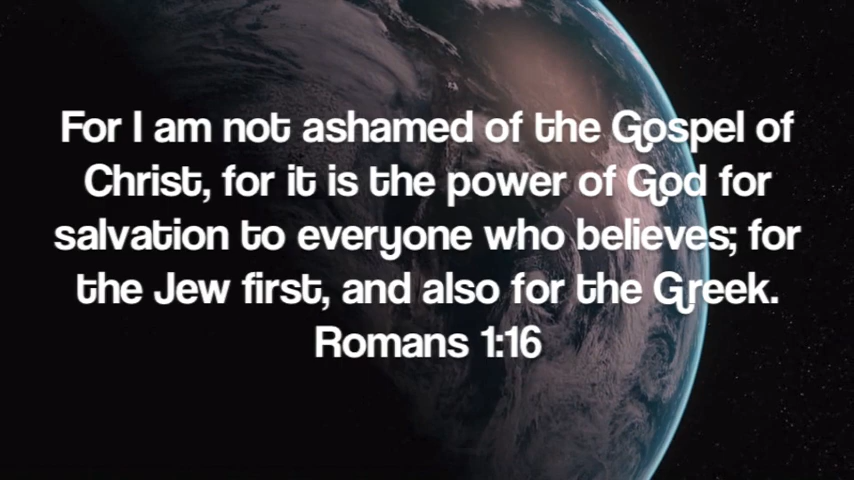 For I am not ashamed of the Gospel of
Christ, for it is the power of God for
salvation to everyone who believes; for
the Jew first, and also for the Greek.
Romans 1:16